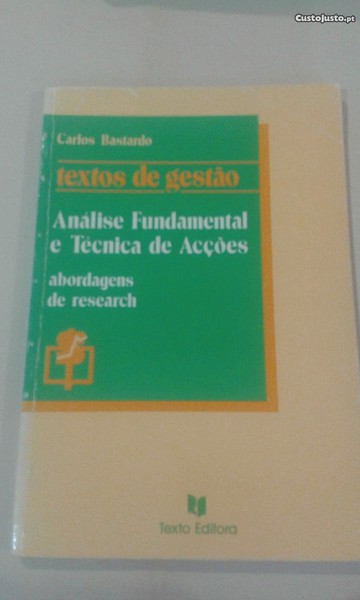 CustoJusto.pt
Carlos Bastardo
textos de gestão
Análise Fundamental
e Técnica de Acções
abordagens
de research
Texto Editora